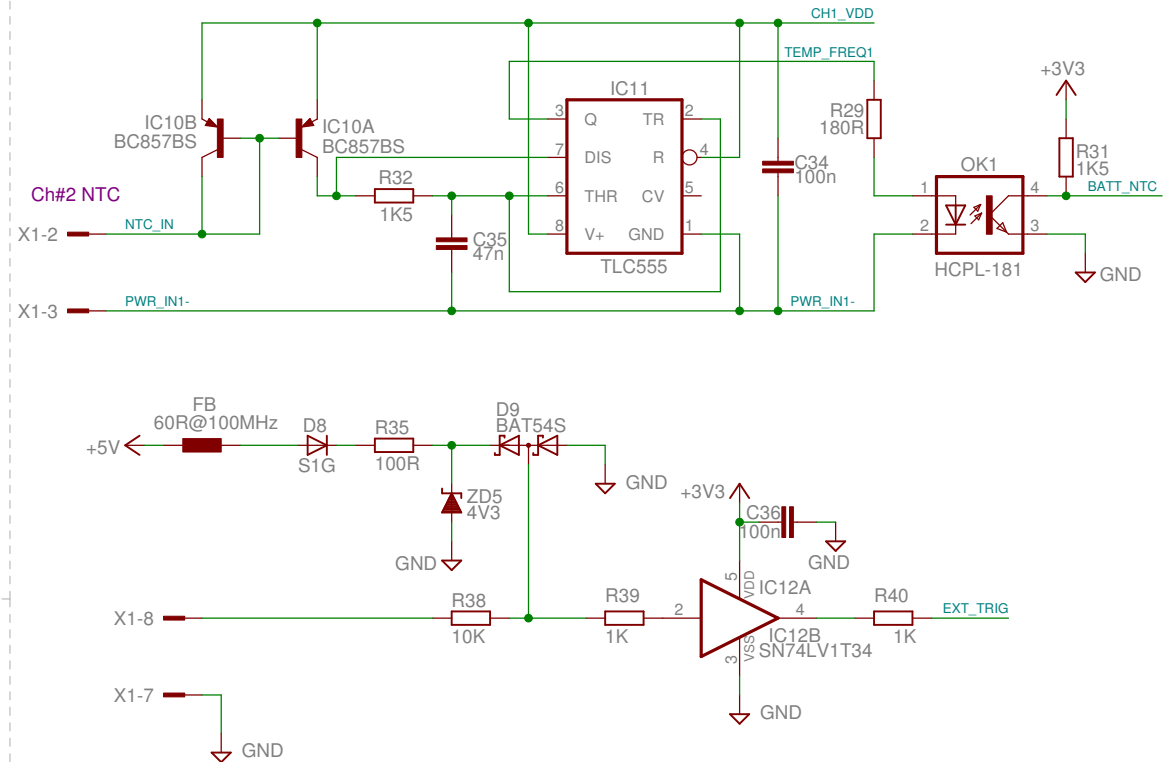 CH1_VDD
TEMP_FREQ1
+3V3
IC11
IC10B
BC857BS
IC10A
BC857BS
3 Q TR 2
R29
180R
7 DIS R 4
R31
1K5
OK1
C34
100n
Ch#2 NTC
R32
1K5
6 THR CV 5
1 4
BATT_NTC
X1-2
NTC_IN
C35
47n
8 V+ GND 1
2 3
TLC555
HCPL-181
GND
X1-3
PWR_IN1-
PWR_IN1-
FB
60R@100MHz
D8
S1G
R35
100R
D9
BAT54S
+5V
GND
ZD5
4V3
GND
+3V3
C36
100n
GND
5
VDD
IC12A
X1-8
R38
10K
R39
1K
2
4
R40
1K
EXT_TRIG
IC12B
SN74LV1T34
3
VSS
X1-7
GND
GND